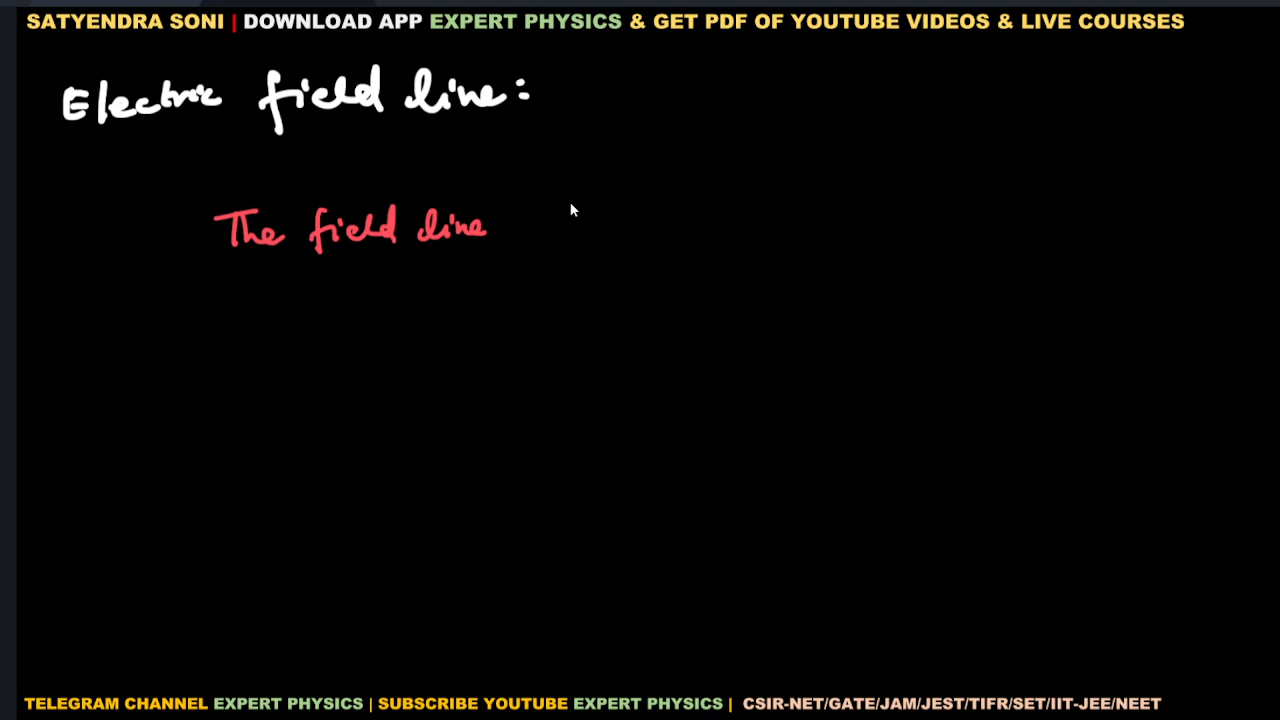 SATYENDRA SONI | DOWNLOAD APP EXPERT PHYSICS & GET PDF OF YOUTUBE VIDEOS & LIVE COURSES
Electric field line:
The field line
TELEGRAM CHANNEL EXPERT PHYSICS | SUBSCRIBE YOUTUBE EXPERT PHYSICS | CSIR-NET/GATE/JAM/JEST/TIFR/SET/IIT-JEE/NEET